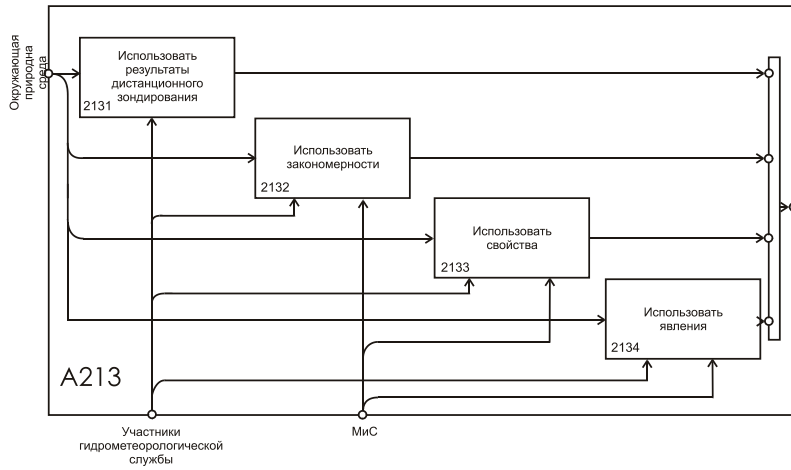 Окружающая
природна
среда
Использовать
результаты
дистанционного
зондирования
2131
Использовать
закономерности
2132
Использовать
свойства
2133
Использовать
явления
2134
А213
Участники
гидрометеорологической
службы
МиС